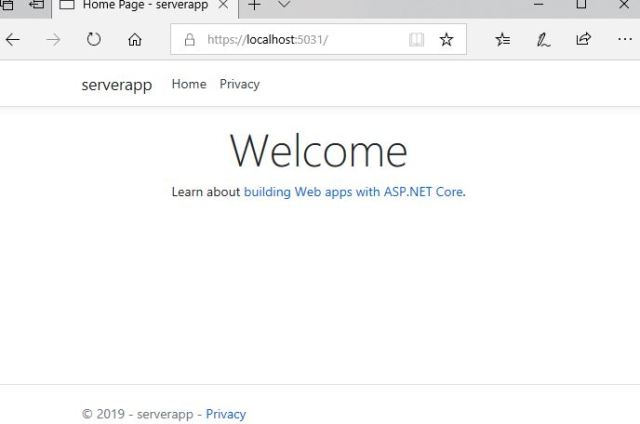 Home Page - serverapp
https://localhost:5031/
serverapp Home Privacy
Welcome
Learn about building Web apps with ASP.NET Core.
© 2019 - serverapp - Privacy